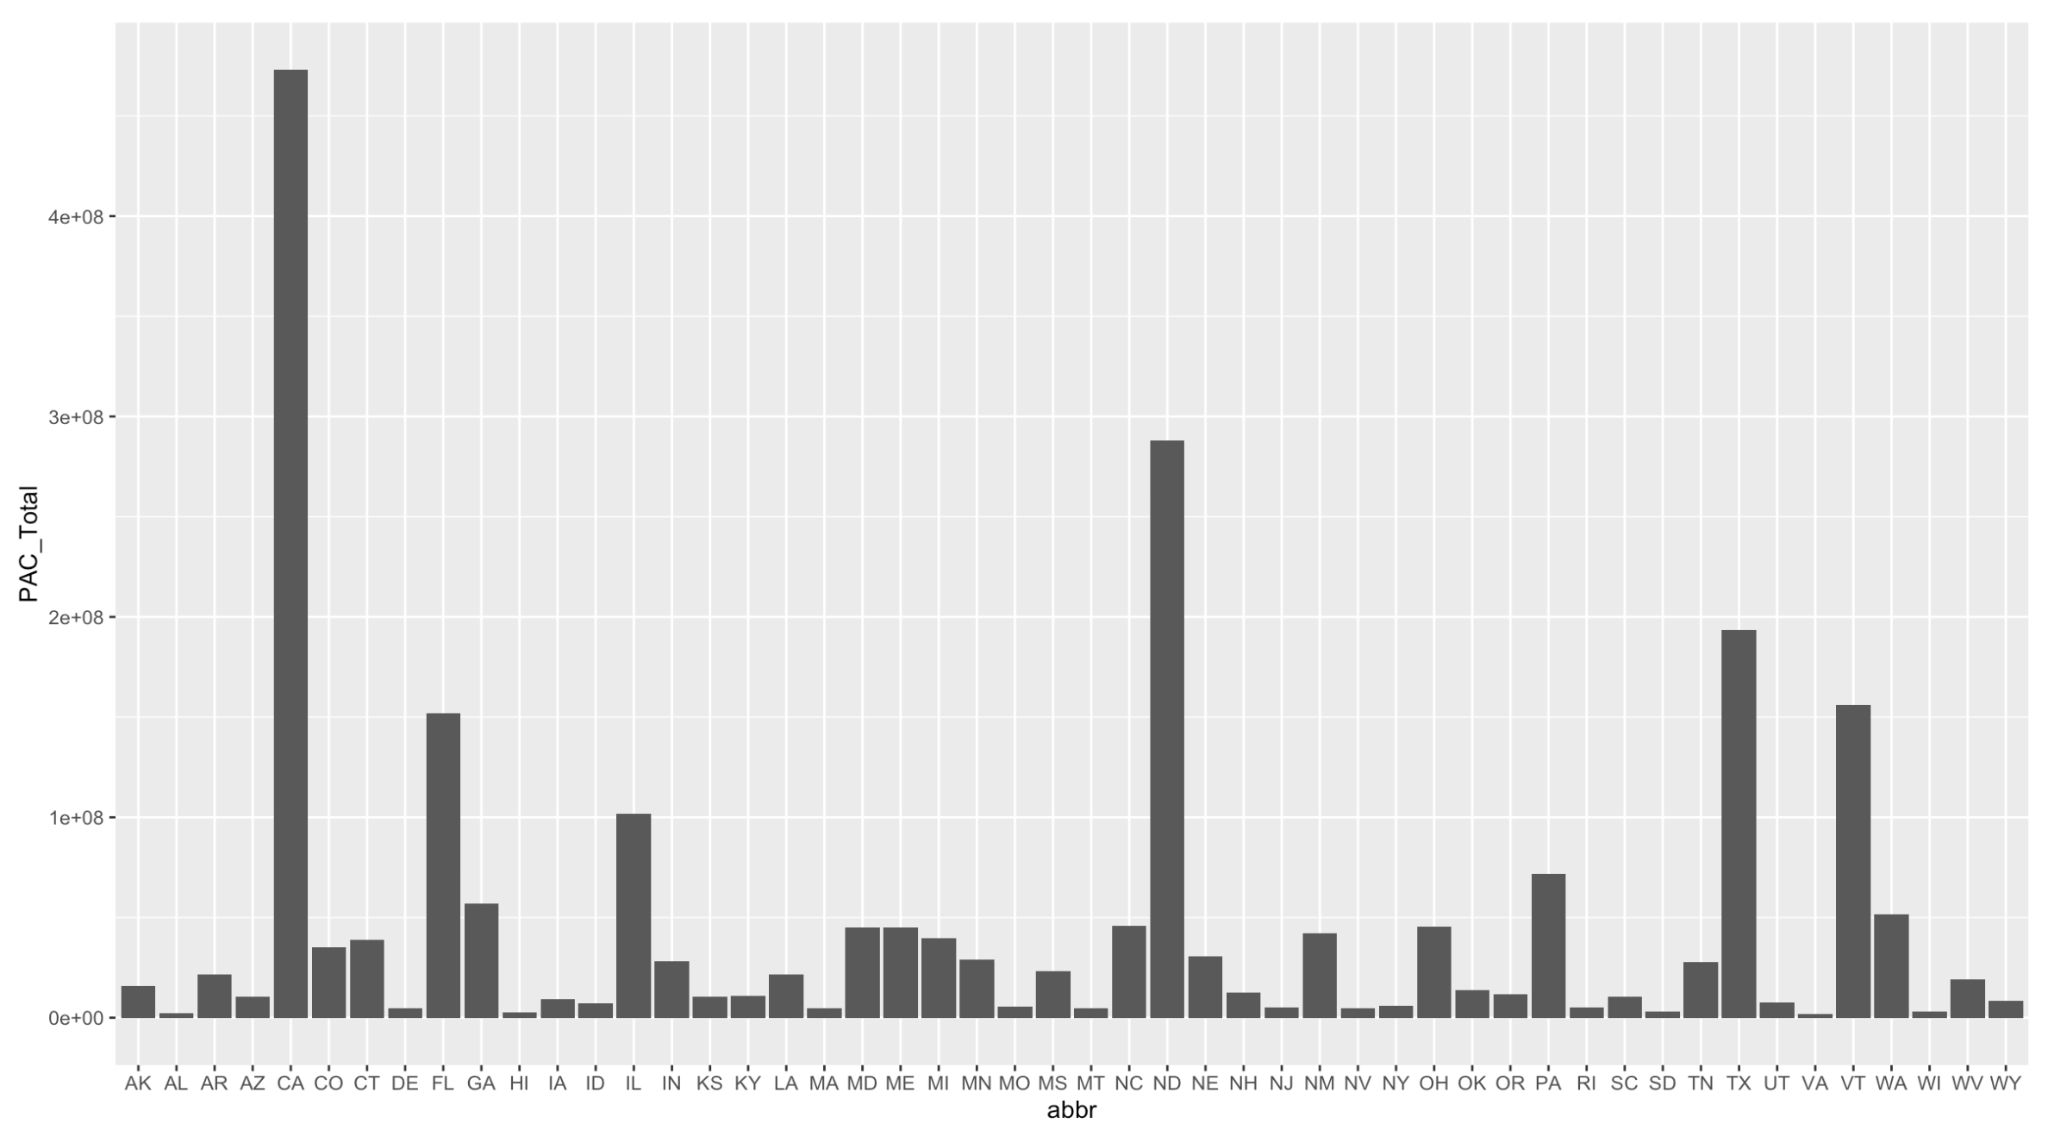 4e+08
3e+08
2e+08
1e+08
0e+00
PAC_Total
AK AL AR AZ CA CO CT DE FL GA HI IA ID IL IN KS KY LA MA MD ME MI MN MO MS MT NC ND NE NH NJ NM NV NY OH OK OR PA RI SC SD TN TX UT VA VT WA WI WV WY
abbr